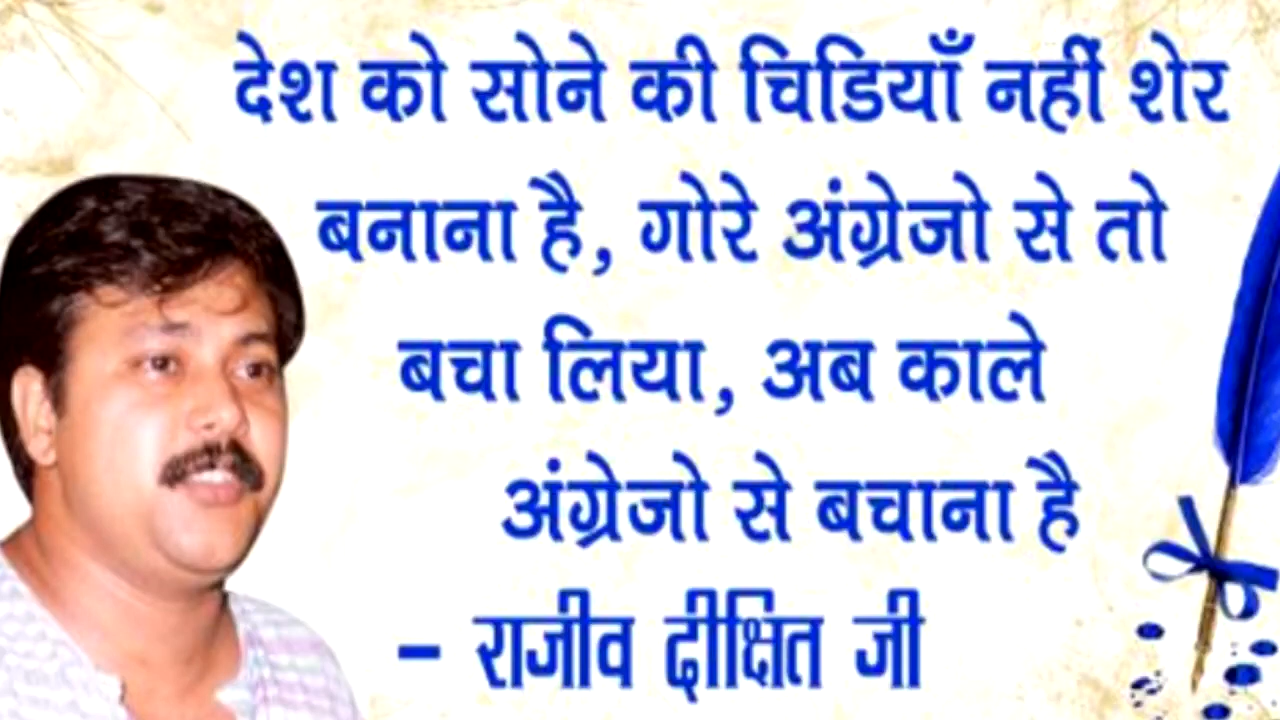 देश को सोने की चिडियाँ नहीं शेर
बनाना है, गोरे अंग्रेजो से तो
बचा लिया, अब काले
अंग्रेजो से बचाना है
- राजीव दीक्षित जी